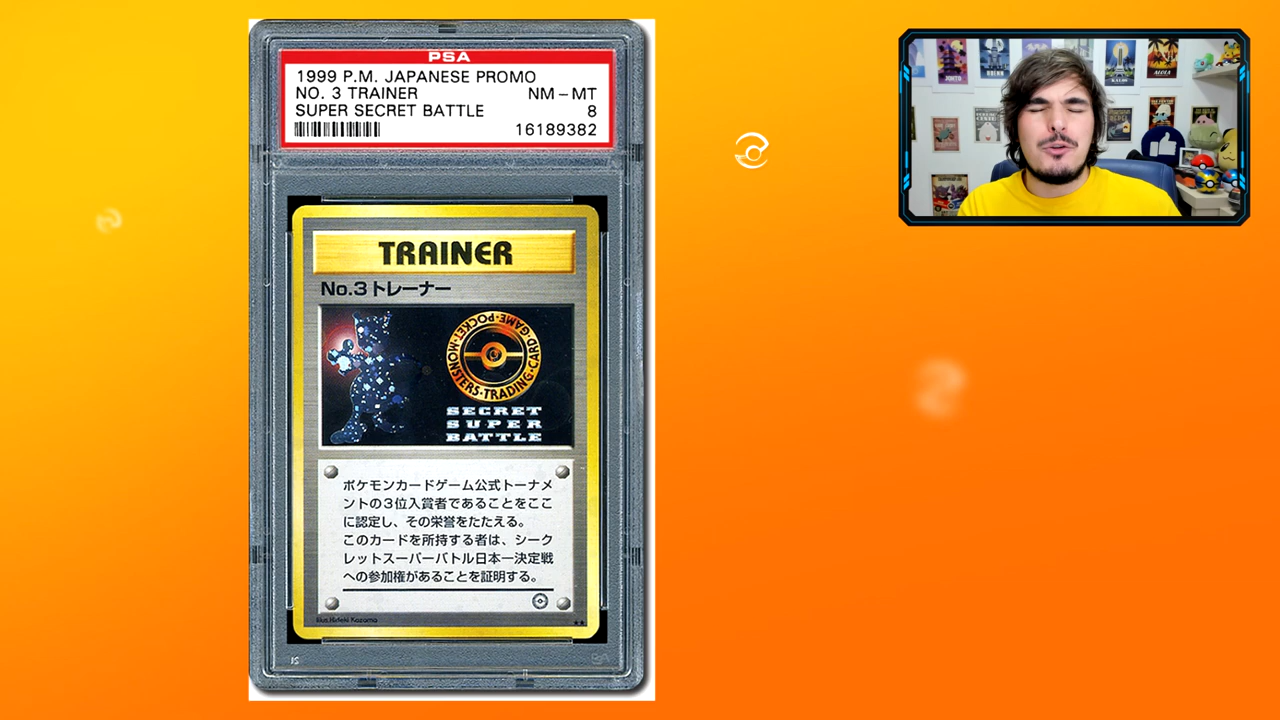 PSA
1999 P.M. JAPANESE PROMO
NO. 3 TRAINER NM-MT
SUPER SECRET BATTLE 8
16189382
TRAINER
No.3トレーナー
POCKET·MONSTERS·TRADING·CARD·GAME
SECRET
SUPER
BATTLE
ポケモンカードゲーム公式トーナメ
ントの3位入賞者であることをここ
に認定し、その栄誉をたたえる。
このカードを所持する者は、シーク
レットスーパーバトル日本一決定戦
への参加権があることを証明する。
Illus.Hideki Kazama
★★
JOHTO
ALOLA